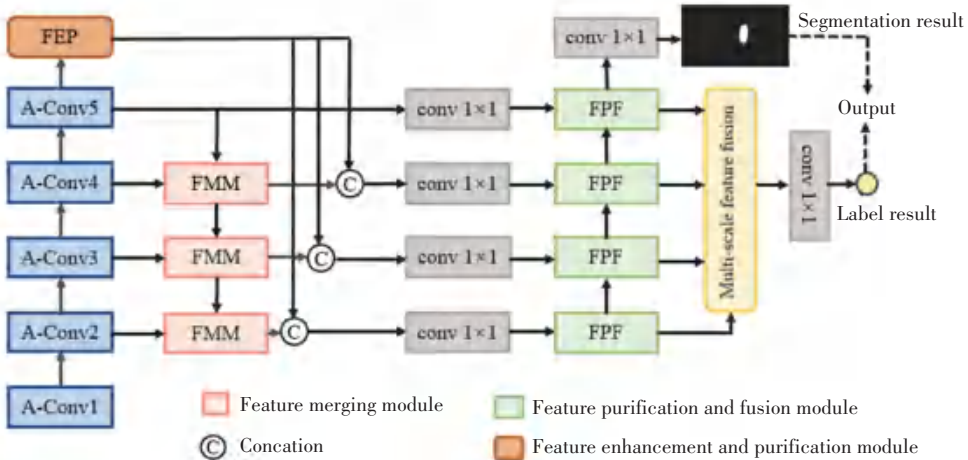 FEP
conv 1×1
Segmentation result
A-Conv5
conv 1×1
FPF
Output
A-Conv4
FMM
C
conv 1×1
FPF
Multi-scale feature fusion
conv 1×1
Label result
A-Conv3
FMM
C
conv 1×1
FPF
A-Conv2
FMM
C
conv 1×1
FPF
A-Conv1
Feature merging module
Feature purification and fusion module
C Concation
Feature enhancement and purification module